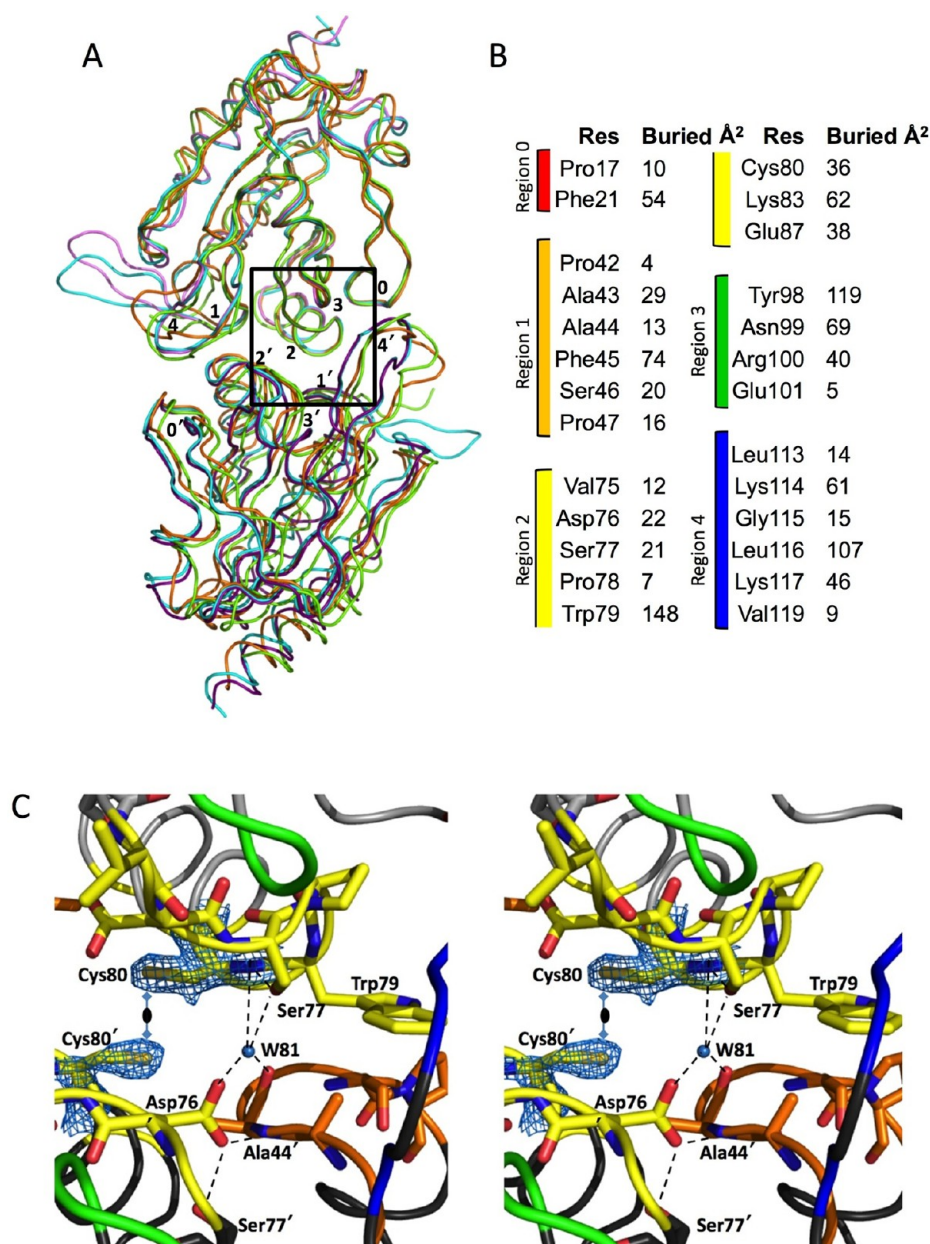 A
B
0
3
1
4
2
2′
4′
1′
3′
0′
Res Buried Å² Res Buried Å²
Region 0
Pro17 10
Phe21 54
Region 1
Pro42 4
Ala43 29
Ala44 13
Phe45 74
Ser46 20
Pro47 16
Region 2
Val75 12
Asp76 22
Ser77 21
Pro78 7
Trp79 148
Cys80 36
Lys83 62
Glu87 38
Region 3
Tyr98 119
Asn99 69
Arg100 40
Glu101 5
Region 4
Leu113 14
Lys114 61
Gly115 15
Leu116 107
Lys117 46
Val119 9
C
Cys80
Trp79
Ser77
Cys80′
W81
Asp76
Ala44′
Ser77′
Cys80
Trp79
Ser77
Cys80′
W81
Asp76
Ala44′
Ser77′